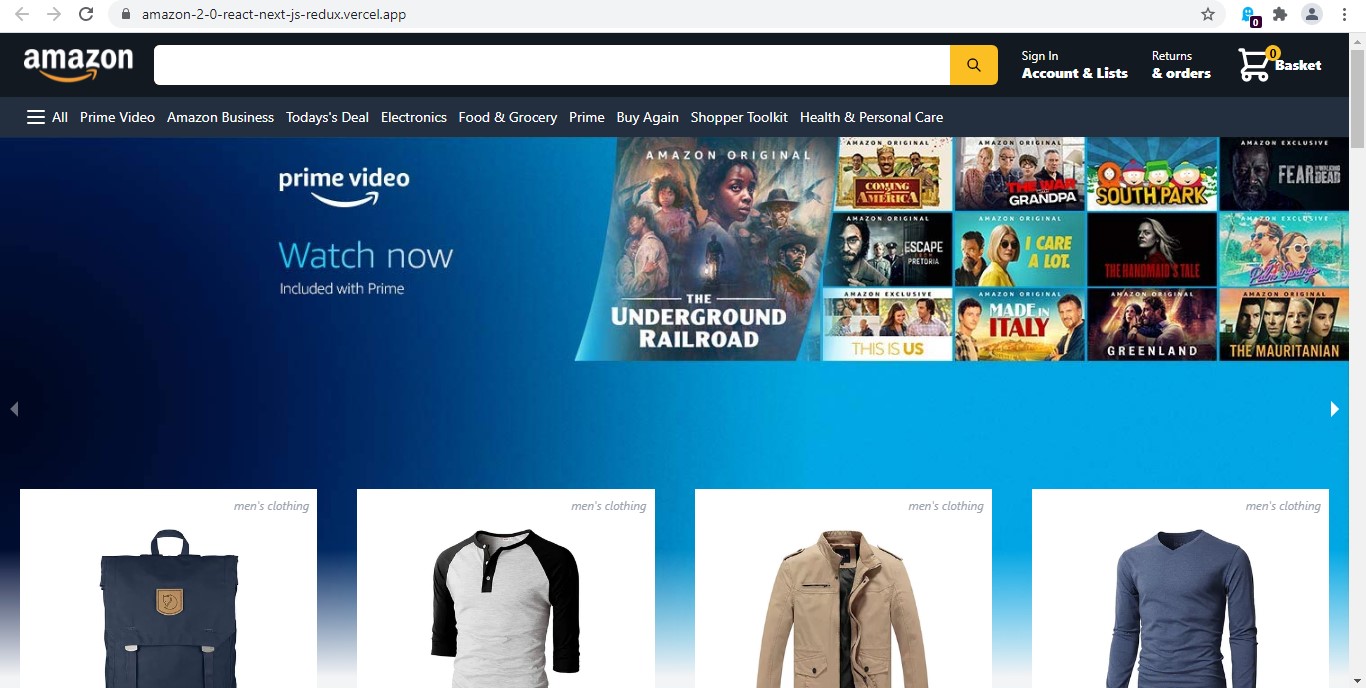 amazon-2-0-react-next-js-redux.vercel.app
0
amazon
Sign In
Account & Lists
Returns
& orders
0
Basket
All Prime Video Amazon Business Todays's Deal Electronics Food & Grocery Prime Buy Again Shopper Toolkit Health & Personal Care
prime video
Watch now
Included with Prime
AMAZON ORIGINAL
THE
UNDERGROUND
RAILROAD
AMAZON ORIGINAL
COMING
AMERICA
AMAZON ORIGINAL
THE WAR
GRANDPA
SOUTH PARK
AMAZON EXCLUSIVE
FEAR THE WALKING DEAD
AMAZON ORIGINAL
ESCAPE
FROM
PRETORIA
AMAZON ORIGINAL
I CARE
A LOT.
THE HANDMAID'S TALE
AMAZON EXCLUSIVE
Palm Springs
AMAZON EXCLUSIVE
THIS IS US
AMAZON ORIGINAL
MADE IN
ITALY
AMAZON ORIGINAL
GREENLAND
AMAZON ORIGINAL
THE MAURITANIAN
men's clothing
men's clothing
men's clothing
men's clothing